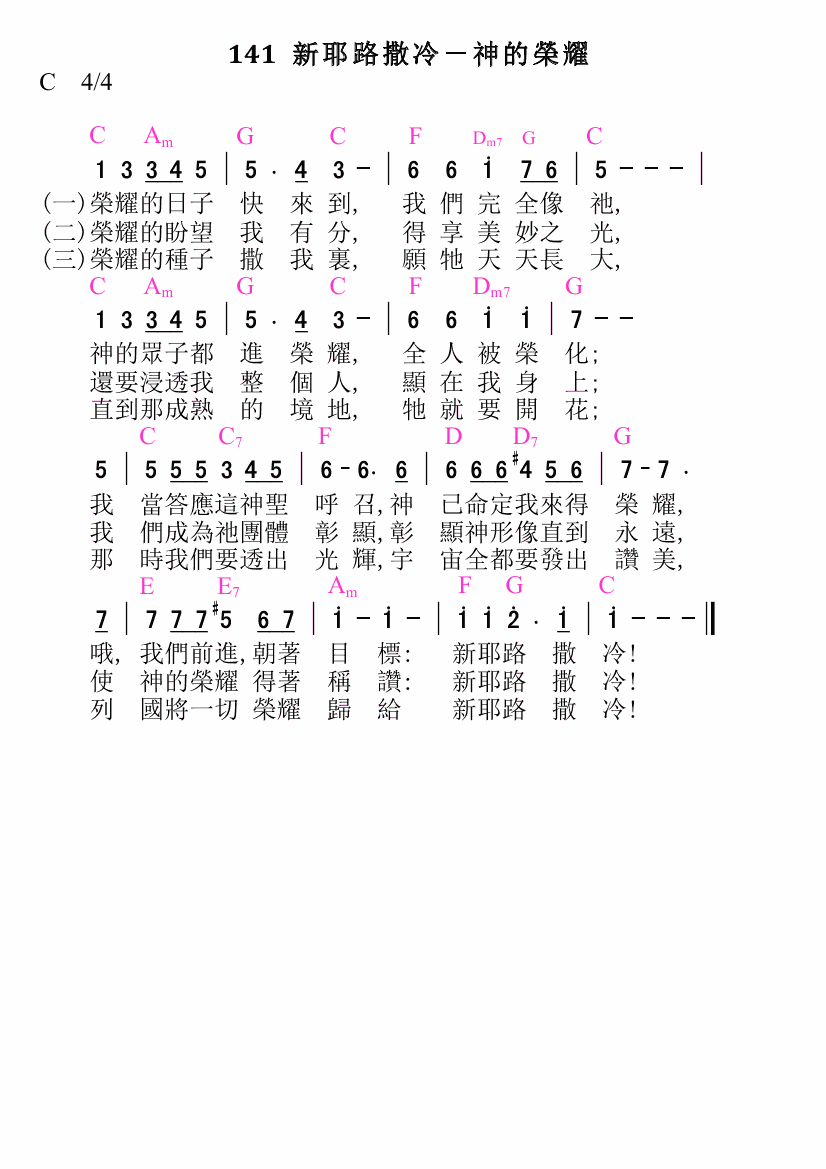 141 新耶路撒冷－神的榮耀
C 4/4
C Am G C F Dm7 G C
1 3 3 4 5 | 5 . 4 3 - | 6 6 i 7 6 | 5 - - - |
(一)榮耀的日子 快 來 到, 我 們 完 全像 祂,
(二)榮耀的盼望 我 有 分, 得 享 美 妙之 光,
(三)榮耀的種子 撒 我 裏, 願 牠 天 天長 大,
C Am G C F Dm7 G
1 3 3 4 5 | 5 . 4 3 - | 6 6 i i | 7 - -
神的眾子都 進 榮 耀, 全 人 被 榮 化;
還要浸透我 整 個 人, 顯 在 我 身 上;
直到那成熟 的 境 地, 牠 就 要 開 花;
C C7 F D D7 G
5 | 5 5 5 3 4 5 | 6 - 6. 6 | 6 6 6 #4 5 6 | 7 - 7 .
我 當答應這神聖 呼 召,神 己命定我來得 榮 耀,
我 們成為祂團體 彰 顯,彰 顯神形像直到 永 遠,
那 時我們要透出 光 輝,宇 宙全都要發出 讚 美,
E E7 Am F G C
7 | 7 7 7 #5 6 7 | i - i - | i i 2̇ . i | i - - - ||
哦, 我們前進,朝著 目 標: 新耶路 撒 冷!
使 神的榮耀 得著 稱 讚: 新耶路 撒 冷!
列 國將一切 榮耀 歸 給 新耶路 撒 冷!